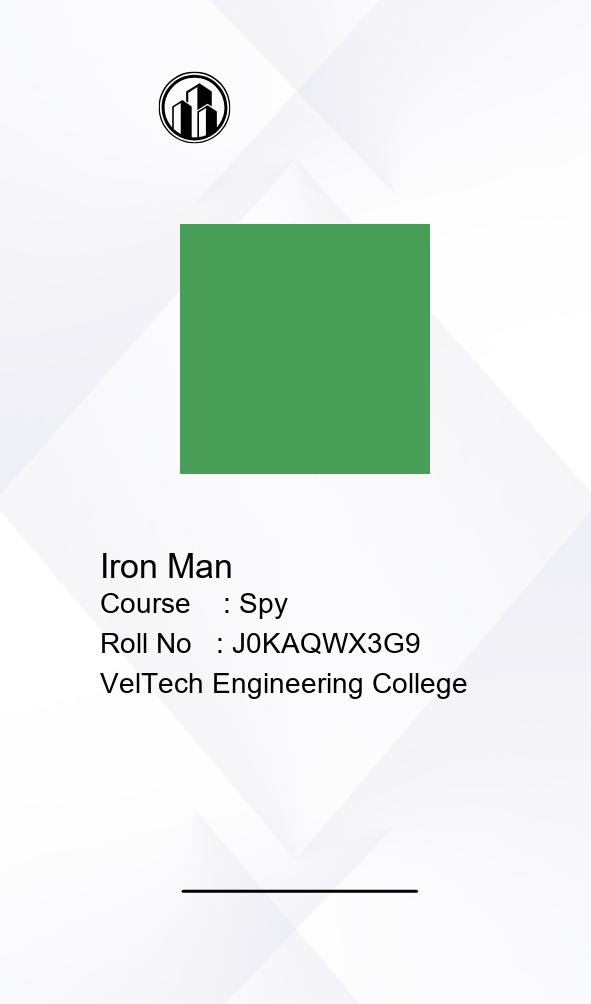 Iron Man
Course : Spy
Roll No : J0KAQWX3G9
VelTech Engineering College